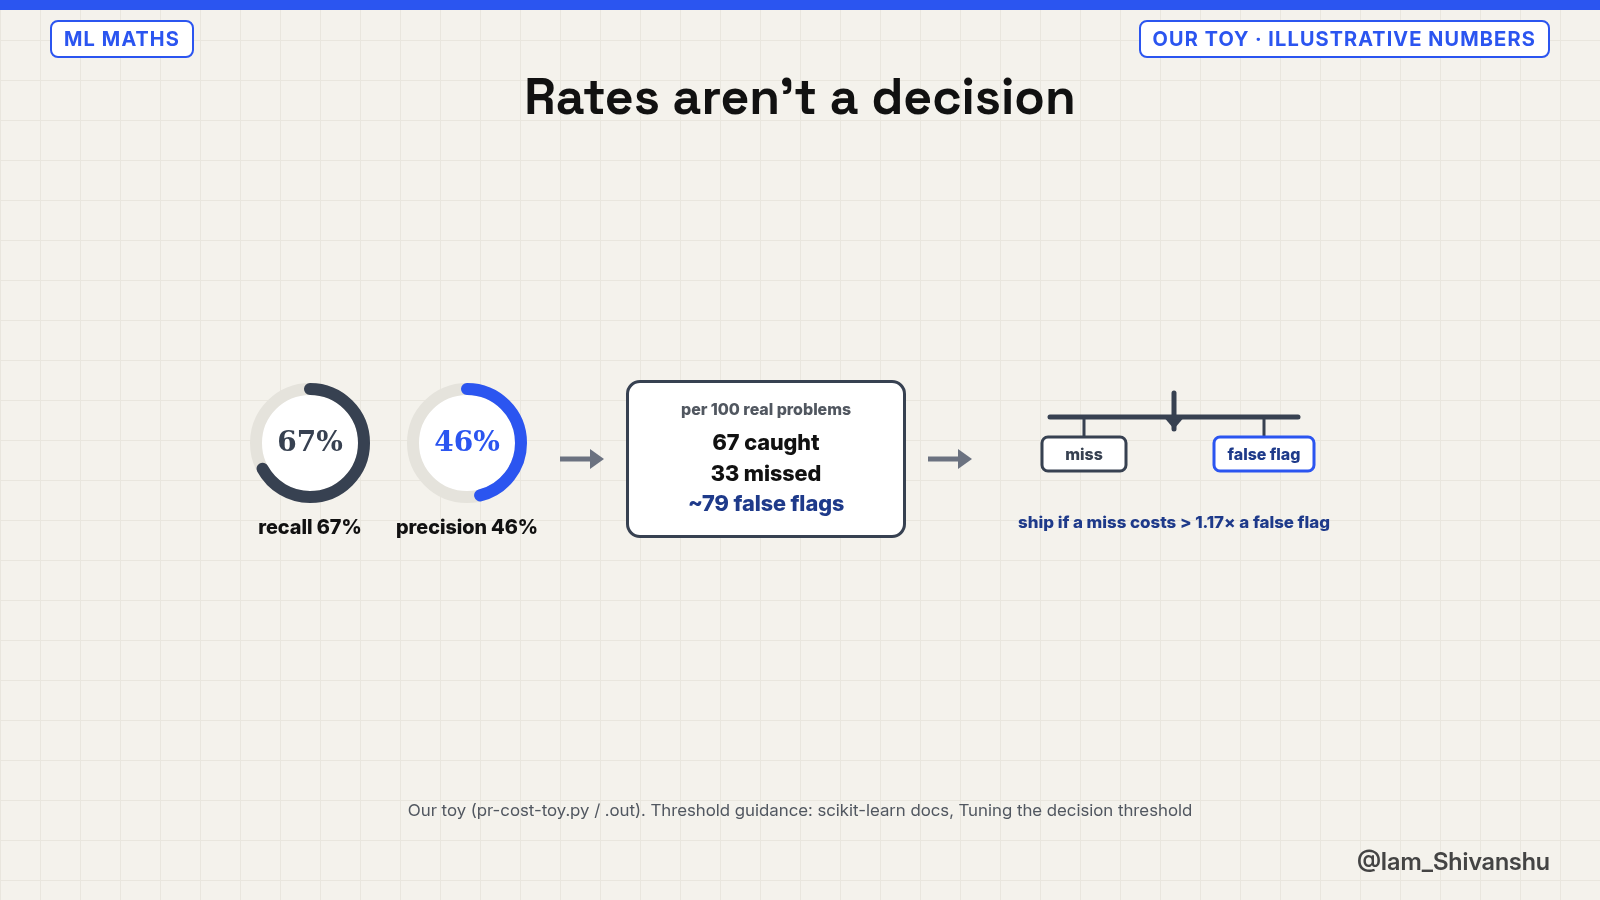 ML MATHS
OUR TOY · ILLUSTRATIVE NUMBERS
Rates aren’t a decision
67%
recall 67%
46%
precision 46%
per 100 real problems
67 caught
33 missed
~79 false flags
miss
false flag
ship if a miss costs > 1.17× a false flag
Our toy (pr-cost-toy.py / .out). Threshold guidance: scikit-learn docs, Tuning the decision threshold
@Iam_Shivanshu